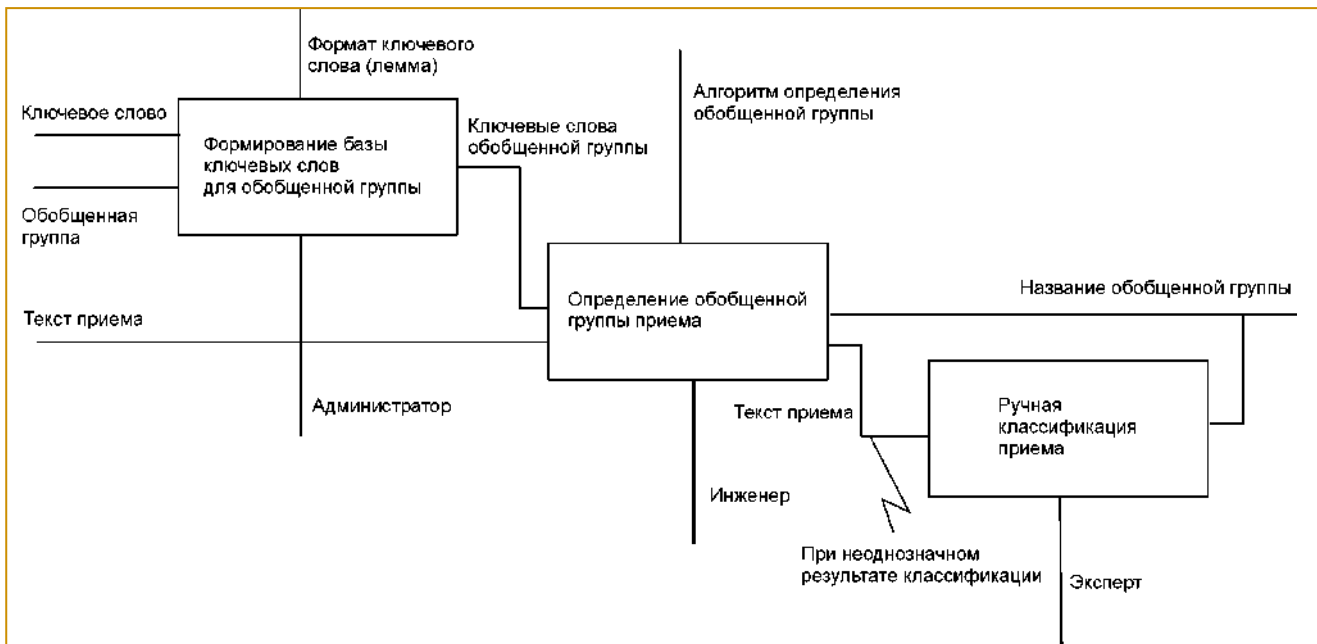 Формат ключевого
слова (лемма)
Ключевое слово
Формирование базы
ключевых слов
для обобщенной группы
Обобщенная
группа
Ключевые слова
обобщенной группы
Алгоритм определения
обобщенной группы
Текст приема
Администратор
Определение обобщенной
группы приема
Название обобщенной группы
Текст приема
Инженер
Ручная
классификация
приема
При неоднозначном
результате классификации
Эксперт